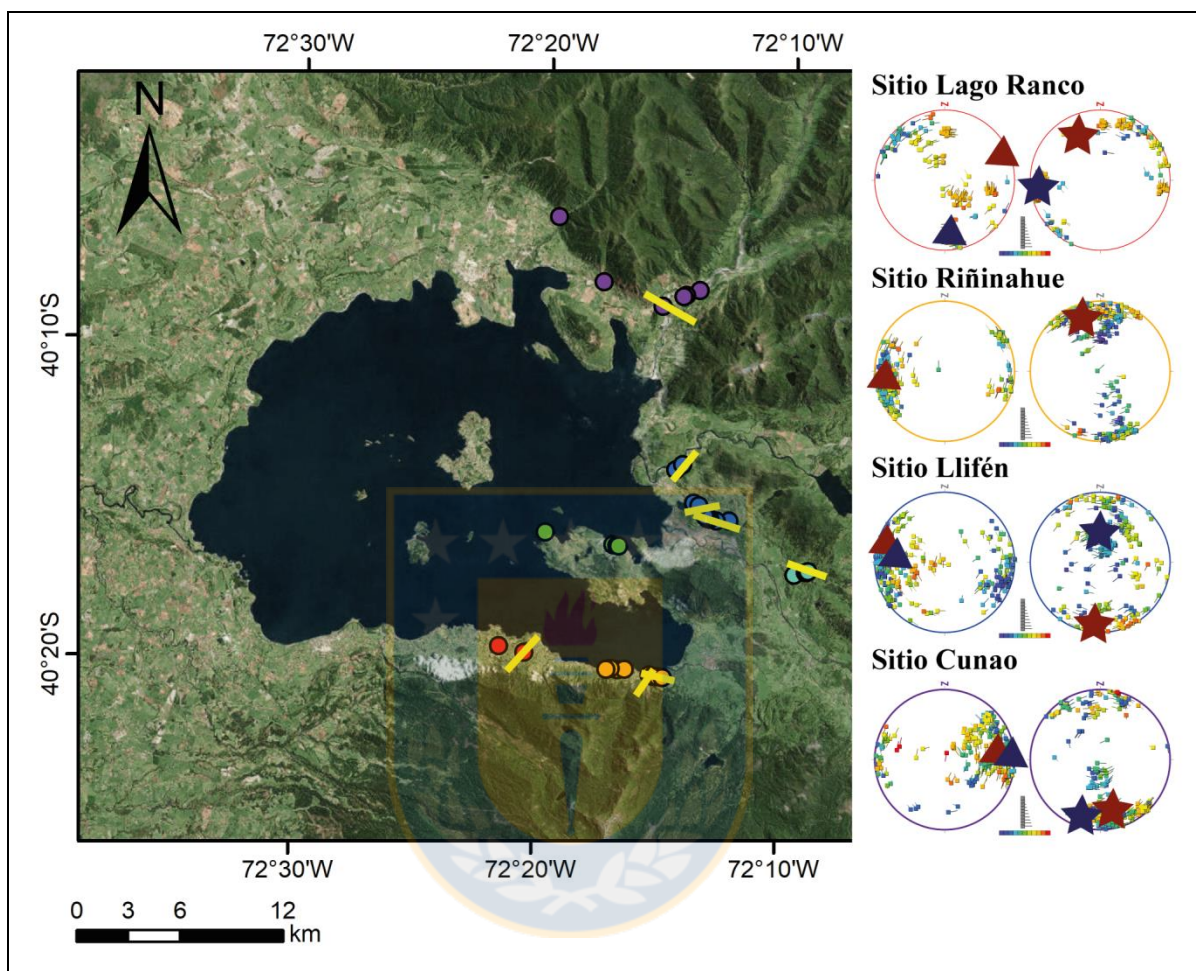 72°30'W
72°20'W
72°10'W
N
40°10'S
40°20'S
72°30'W
72°20'W
72°10'W
0
3
6
12
km
Sitio Lago Ranco
N
N
Sitio Riñinahue
N
N
Sitio Llifén
N
N
Sitio Cunao
N
N